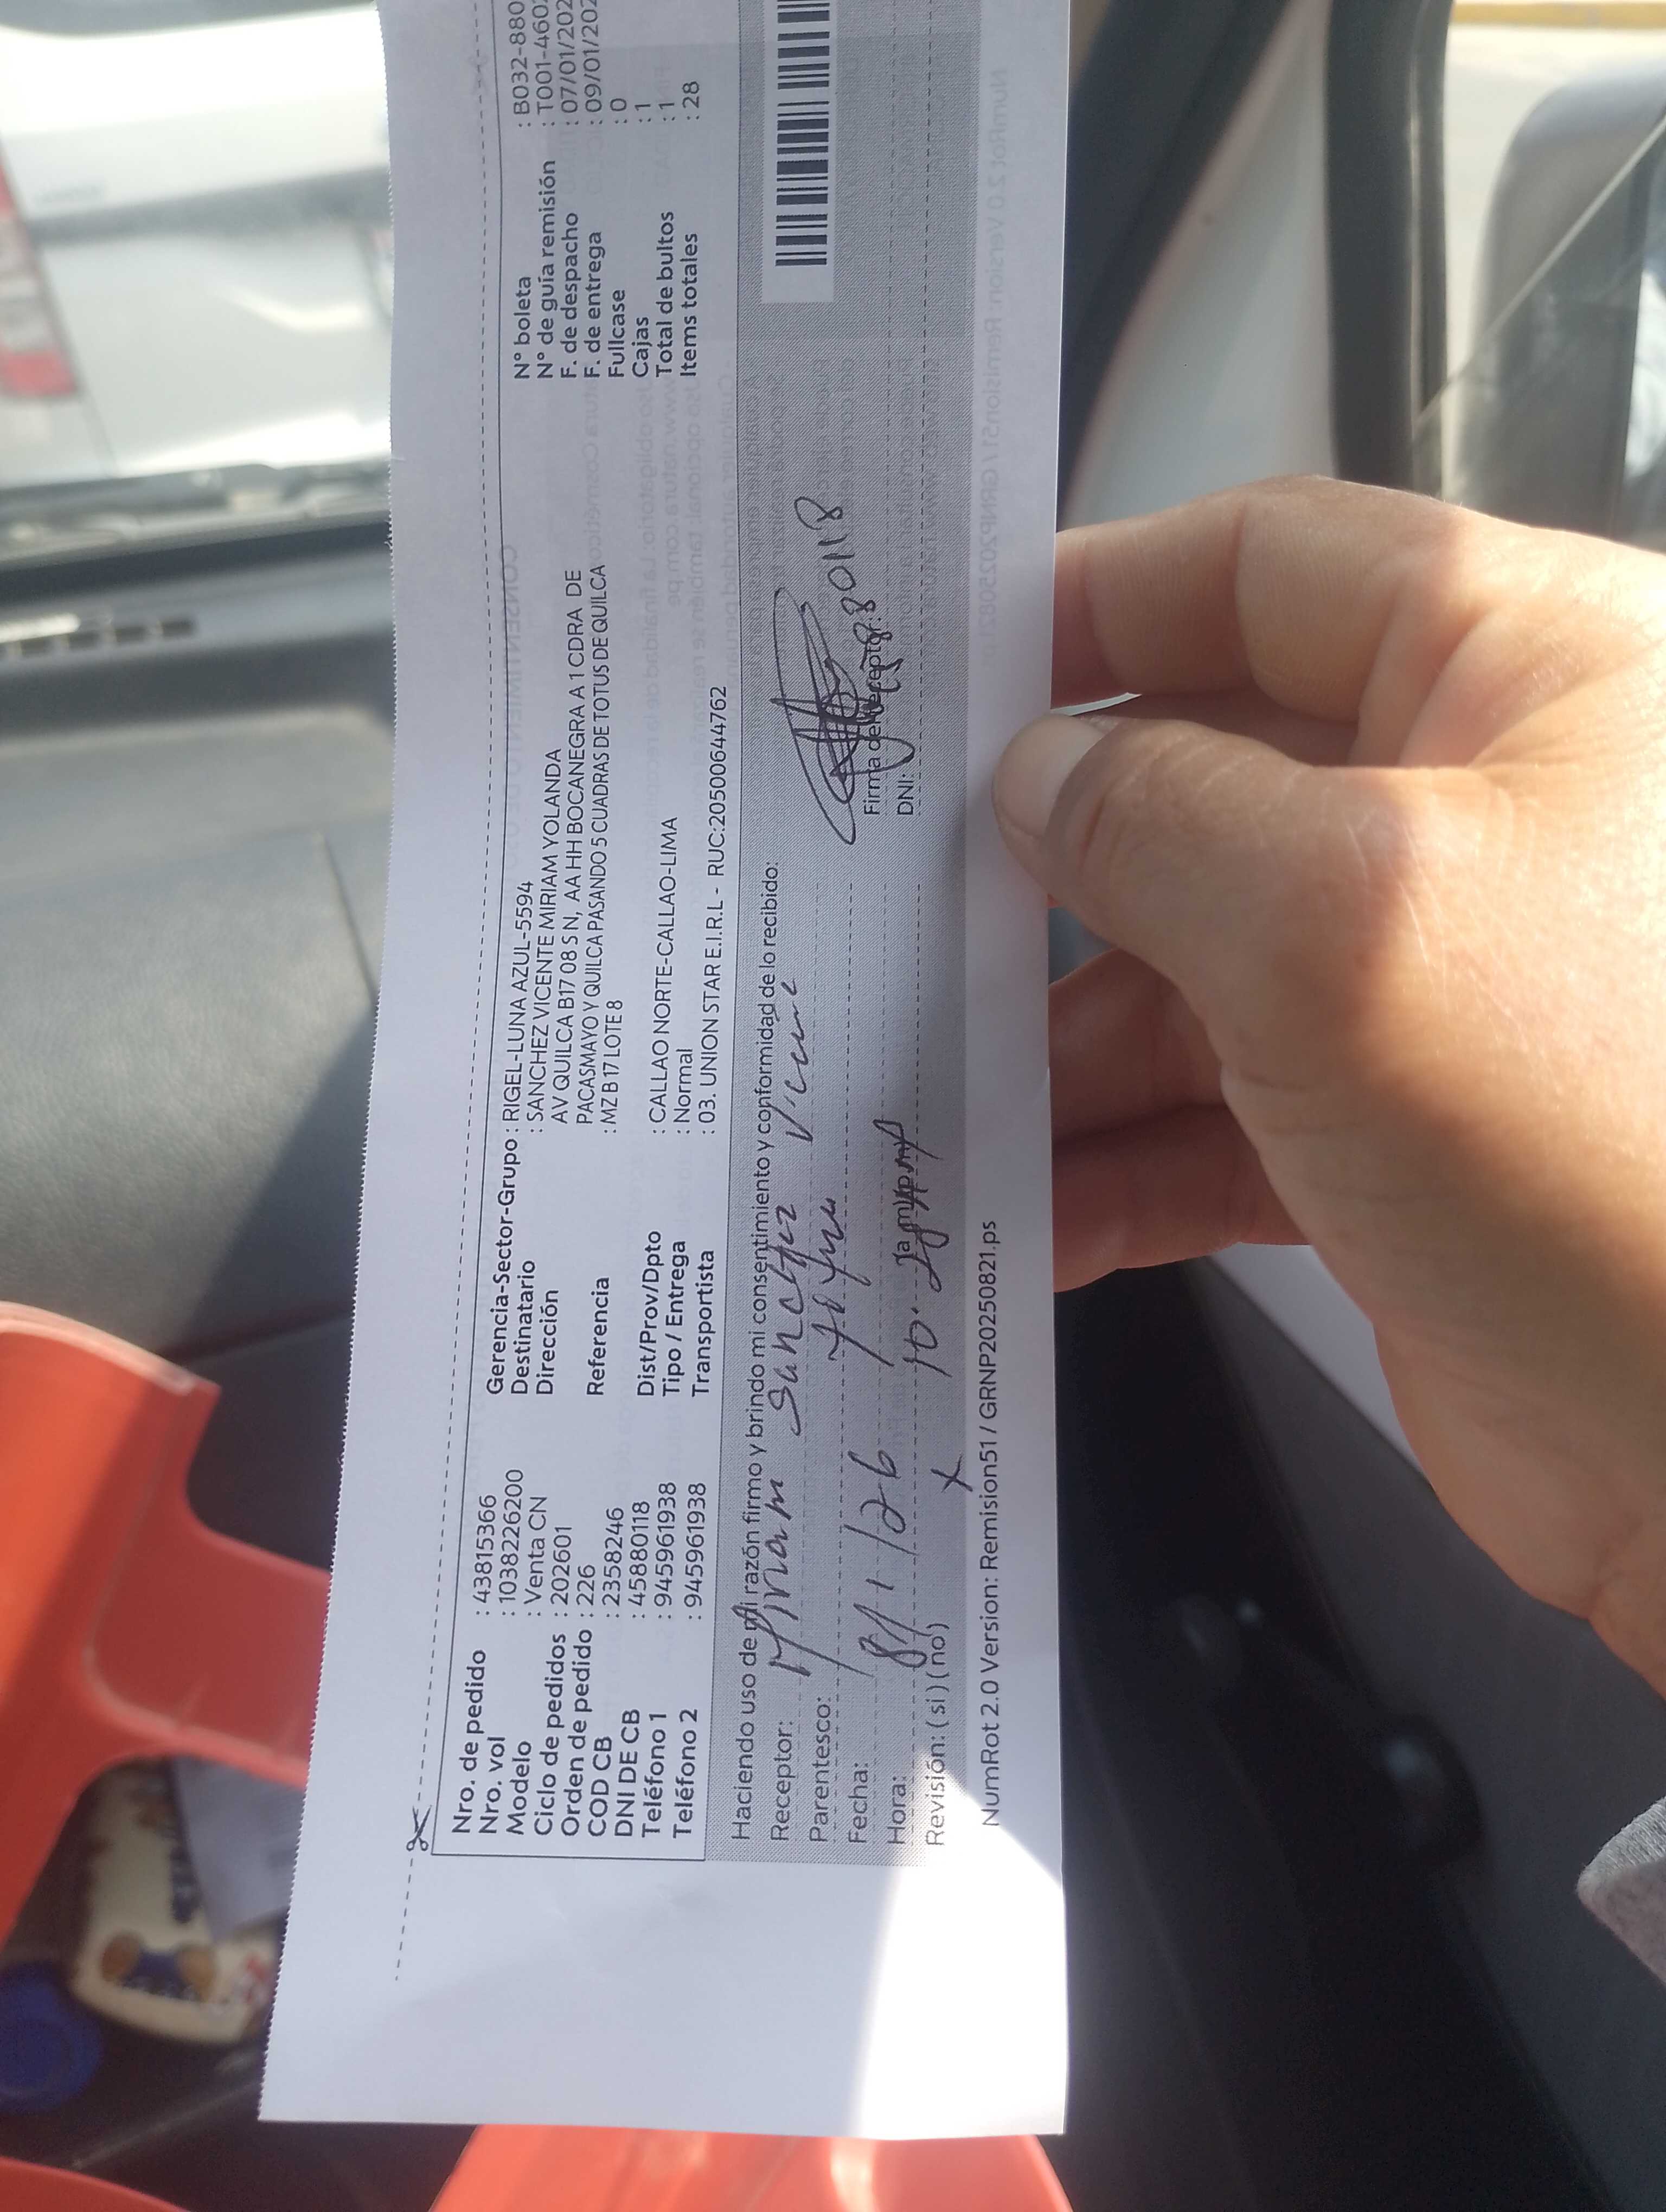 Nro. de pedido : 43815366
Nro. vol : 10382226200
Modelo : Venta CN
Ciclo de pedidos : 202601
Orden de pedido : 226
COD CB : 2358246
DNI DE CB : 45880118
Teléfono 1 : 945961938
Teléfono 2 : 945961938
Gerencia-Sector-Grupo : RIGEL-LUNA AZUL-5594
Destinatario : SANCHEZ VICENTE MIRIAM YOLANDA
Dirección AV QUILCA B17 08 S N, AA HH BOCANEGRA A 1 CDRA DE
PACASMAYO Y QUILCA PASANDO 5 CUADRAS DE TOTUS DE QUILCA
Referencia : MZ B 17 LOTE 8
Dist/Prov/Dpto : CALLAO NORTE-CALLAO-LIMA
Tipo / Entrega : Normal
Transportista : 03. UNION STAR E.I.R.L - RUC:20500644762
N° boleta : B032-880
N° de guía remisión : T001-460
F. de despacho : 07/01/202
F. de entrega : 09/01/202
Fullcase : 0
Cajas : 1
Total de bultos : 1
Items totales : 28
Haciendo uso de mi razón firmo y brindo mi consentimiento y conformidad de lo recibido:
Receptor: Miriam Sanchez Vicente
Parentesco:
Fecha: 8/1/26
Hora: 10.
Revisión: ( si ) ( no ) x
Firma del Receptor:
DNI: 45880118
NumRot 2.0 Version: Remision51 / GRNP20250821.ps